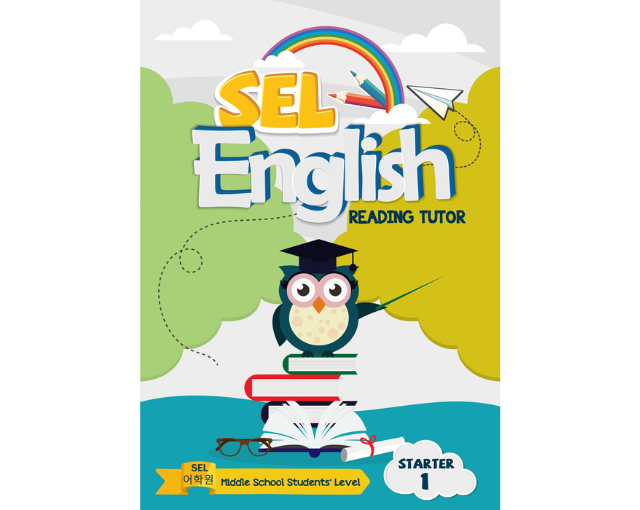 SEL
English
READING TUTOR
SEL
어학원
Middle School Students' Level
STARTER
1